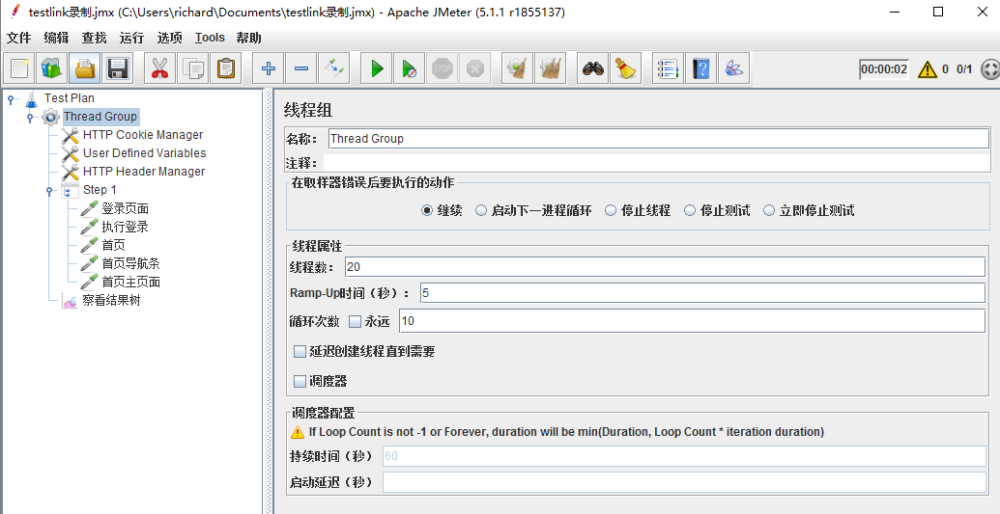 testlink录制.jmx (C:\Users\richard\Documents\testlink录制.jmx) - Apache JMeter (5.1.1 r1855137)
文件 编辑 查找 运行 选项 Tools 帮助
STOP 00:00:02 0 0/1
Test Plan
Thread Group
HTTP Cookie Manager
User Defined Variables
HTTP Header Manager
Step 1
登录页面
执行登录
首页
首页导航条
首页主页面
察看结果树
线程组
名称： Thread Group
注释：
在取样器错误后要执行的动作
继续 启动下一进程循环 停止线程 停止测试 立即停止测试
线程属性
线程数： 20
Ramp-Up时间（秒）： 5
循环次数 永远 10
延迟创建线程直到需要
调度器
调度器配置
If Loop Count is not -1 or Forever, duration will be min(Duration, Loop Count * iteration duration)
持续时间（秒） 60
启动延迟（秒）